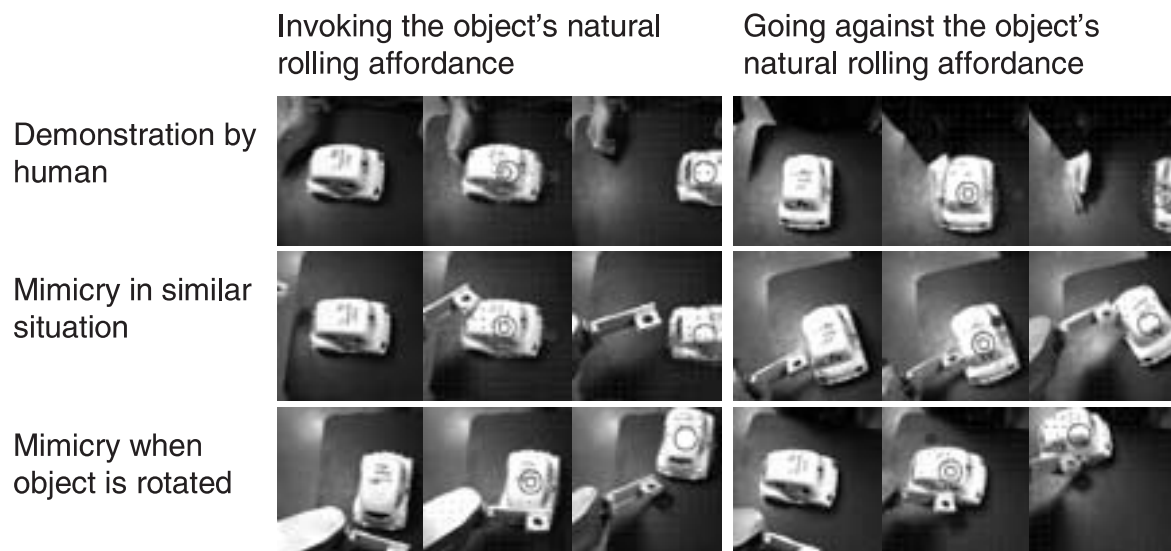 Invoking the object's natural
rolling affordance
Going against the object's
natural rolling affordance
Demonstration by
human
Mimicry in similar
situation
Mimicry when
object is rotated